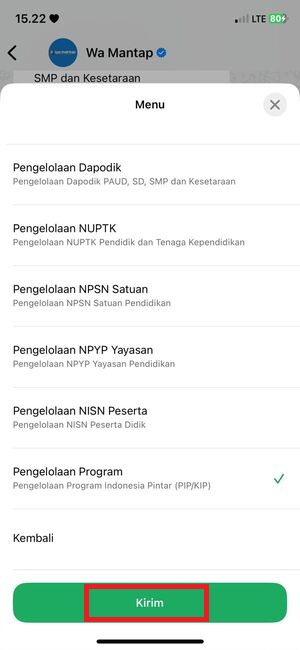 15.22
LTE 80
Wa Mantap
SMP dan Kesetaraan
Menu
Pengelolaan Dapodik
Pengelolaan Dapodik PAUD, SD, SMP dan Kesetaraan
Pengelolaan NUPTK
Pengelolaan NUPTK Pendidik dan Tenaga Kependidikan
Pengelolaan NPSN Satuan
Pengelolaan NPSN Satuan Pendidikan
Pengelolaan NPYP Yayasan
Pengelolaan NPYP Yayasan Pendidikan
Pengelolaan NISN Peserta
Pengelolaan NISN Peserta Didik
Pengelolaan Program
Pengelolaan Program Indonesia Pintar (PIP/KIP)
Kembali
Kirim